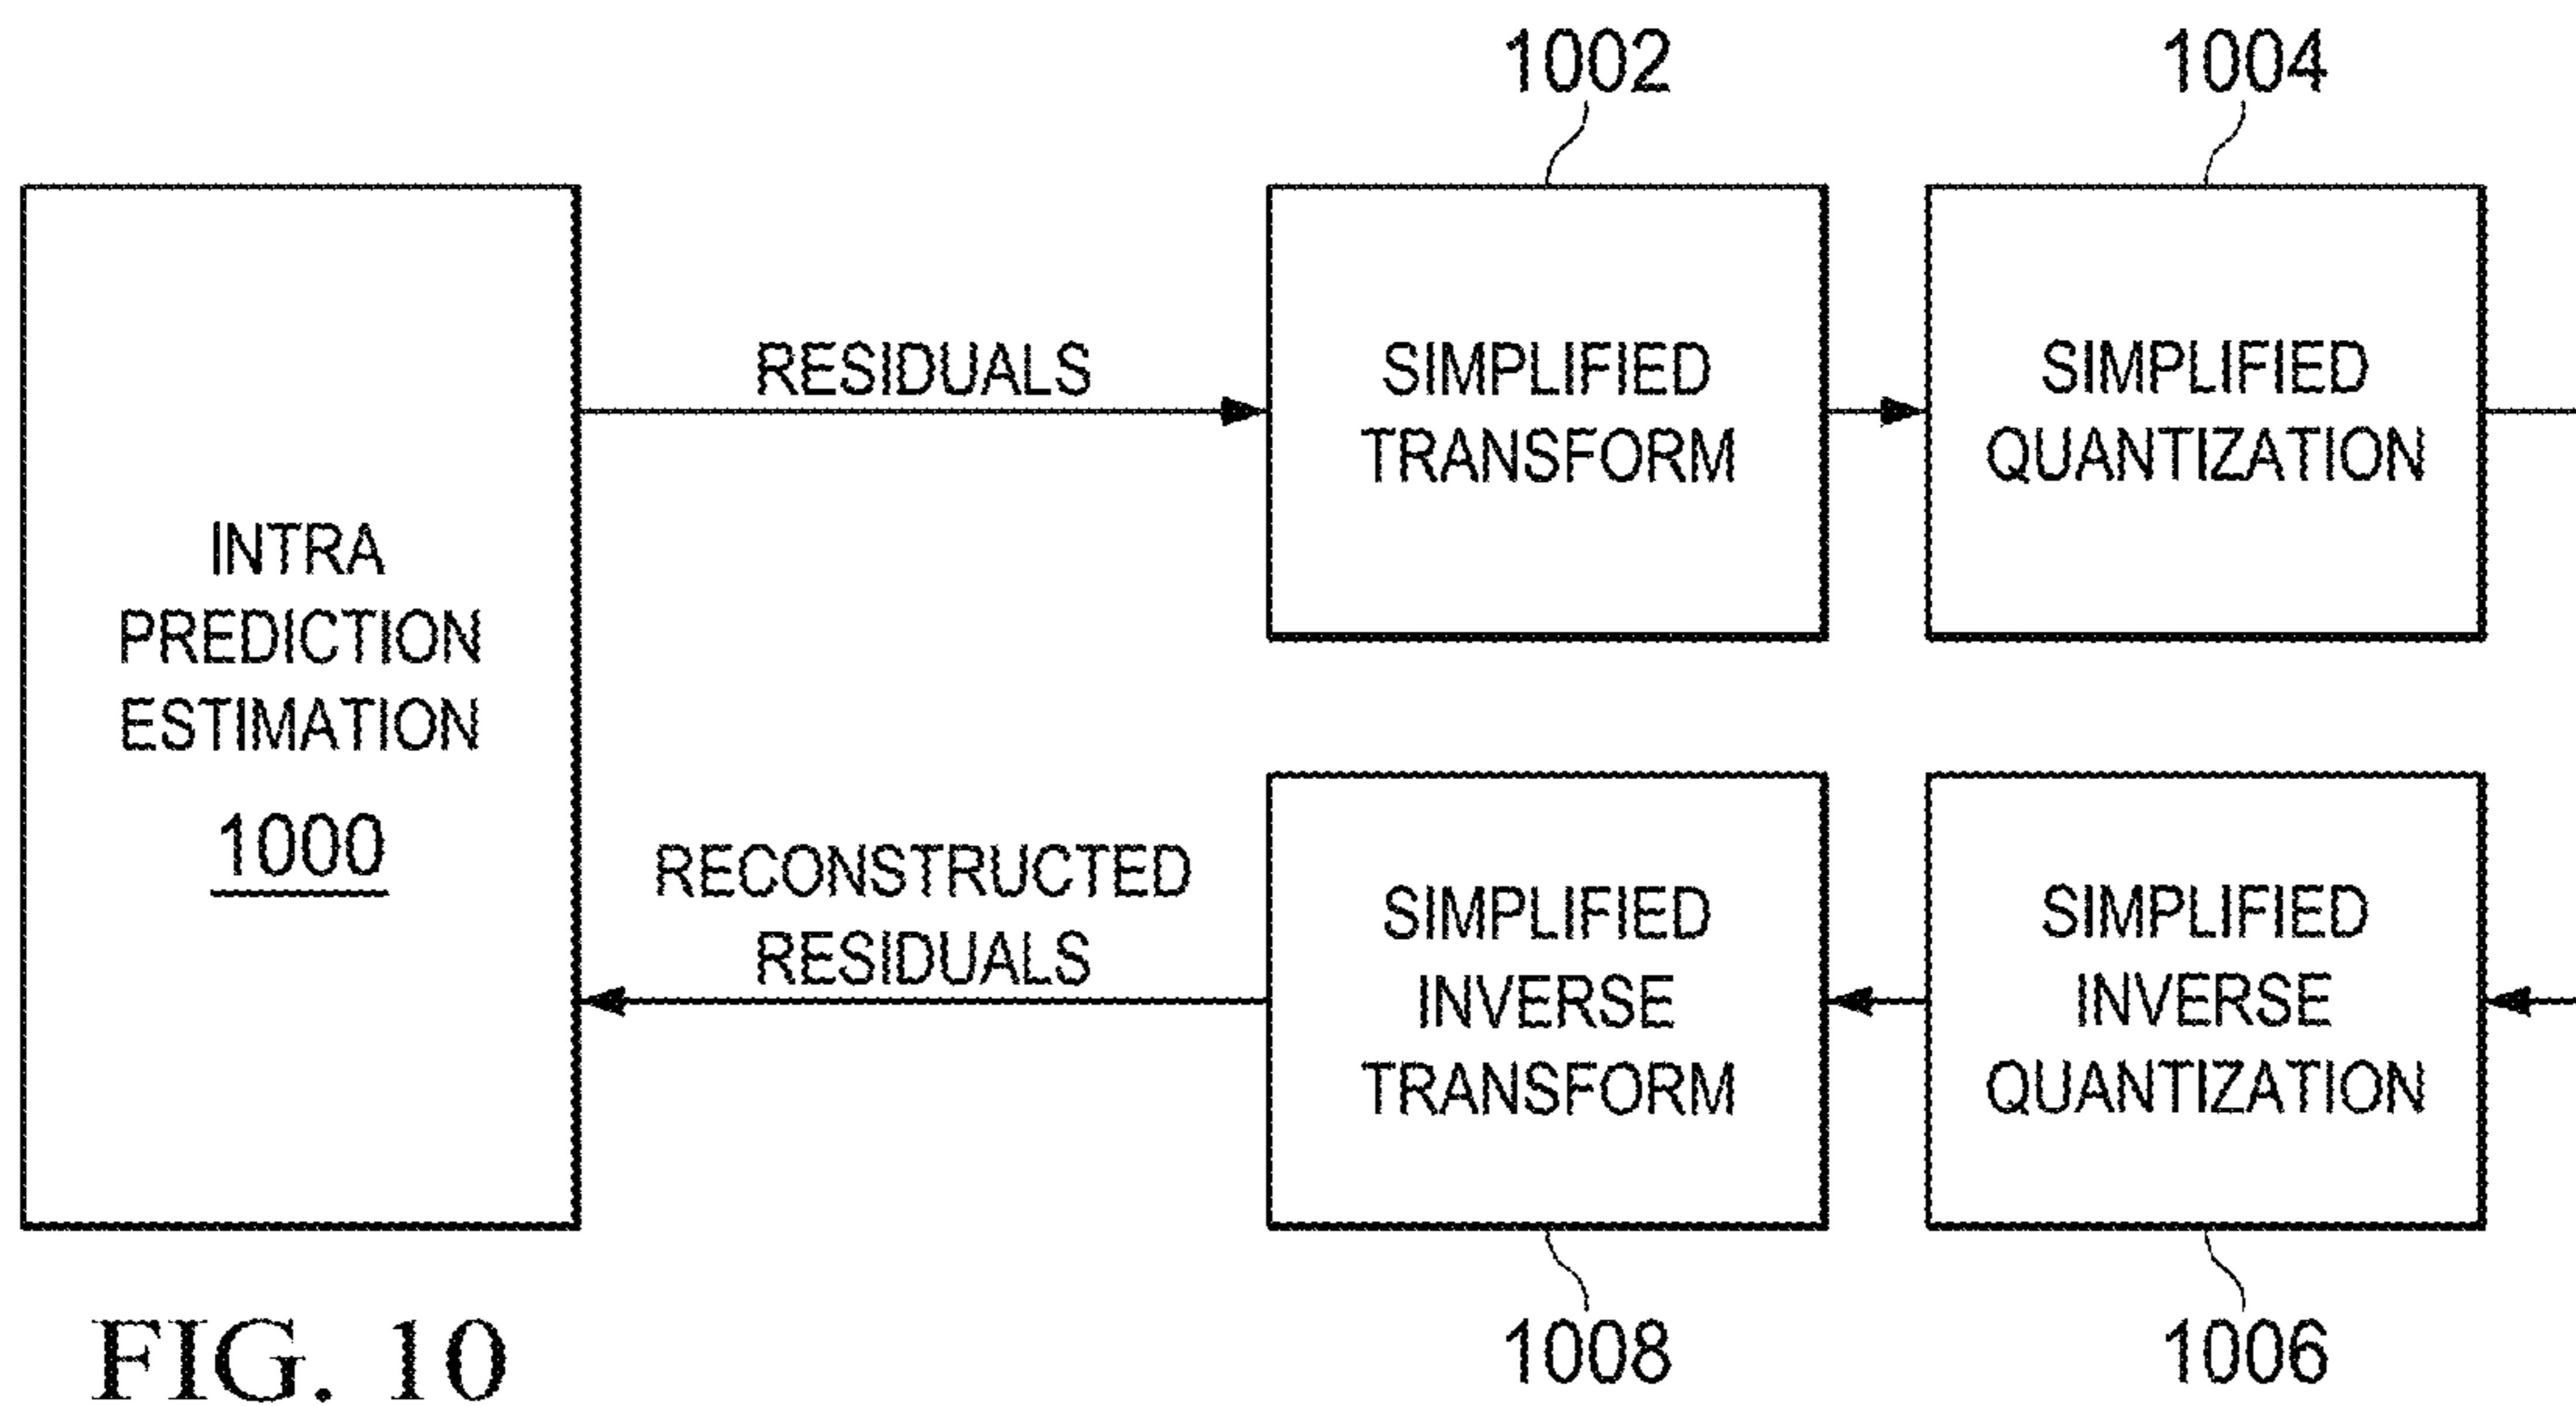 1002
1004
RESIDUALS
SIMPLIFIED
TRANSFORM
SIMPLIFIED
QUANTIZATION
INTRA
PREDICTION
ESTIMATION
1000
RECONSTRUCTED
RESIDUALS
SIMPLIFIED
INVERSE
TRANSFORM
SIMPLIFIED
INVERSE
QUANTIZATION
1008
1006
FIG. 10